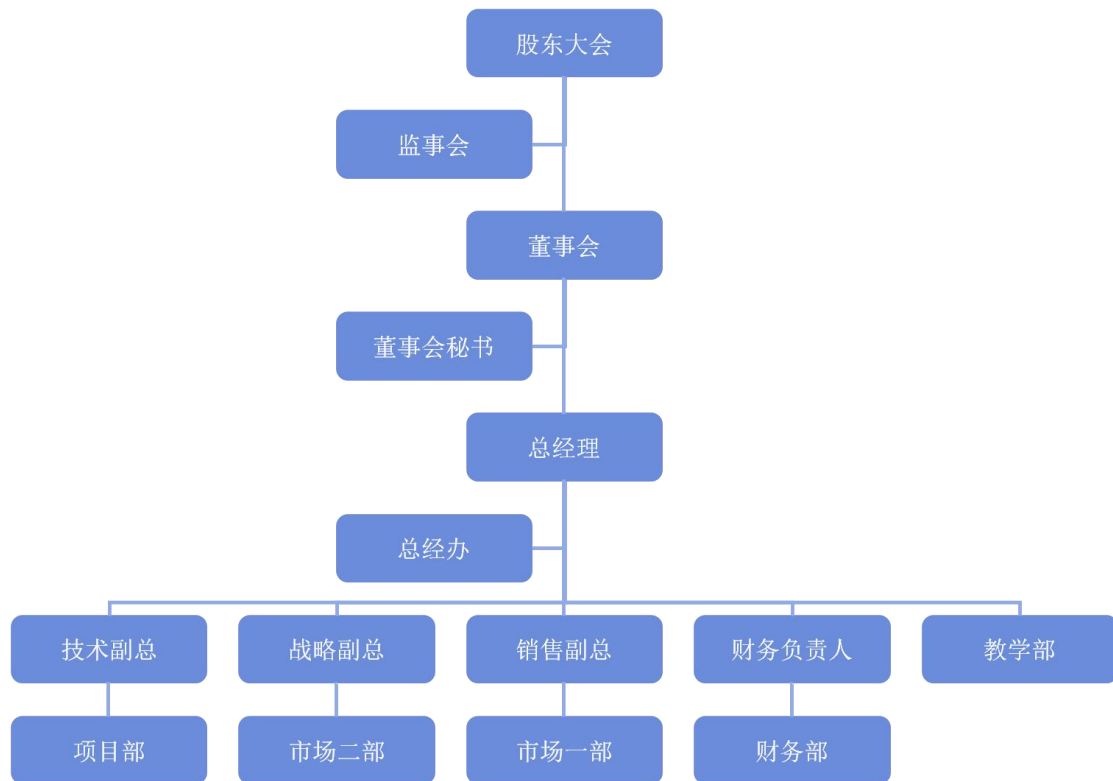 股东大会
监事会
董事会
董事会秘书
总经理
总经办
技术副总
战略副总
销售副总
财务负责人
教学部
项目部
市场二部
市场一部
财务部